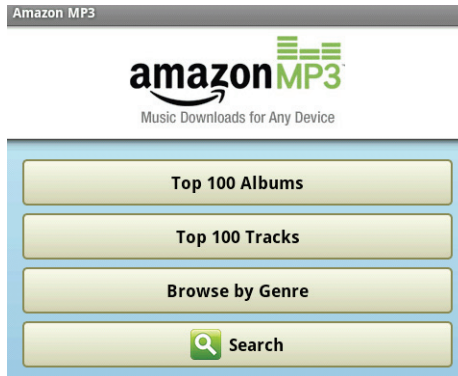 Amazon MP3
amazonMP3
Music Downloads for Any Device
Top 100 Albums
Top 100 Tracks
Browse by Genre
Search